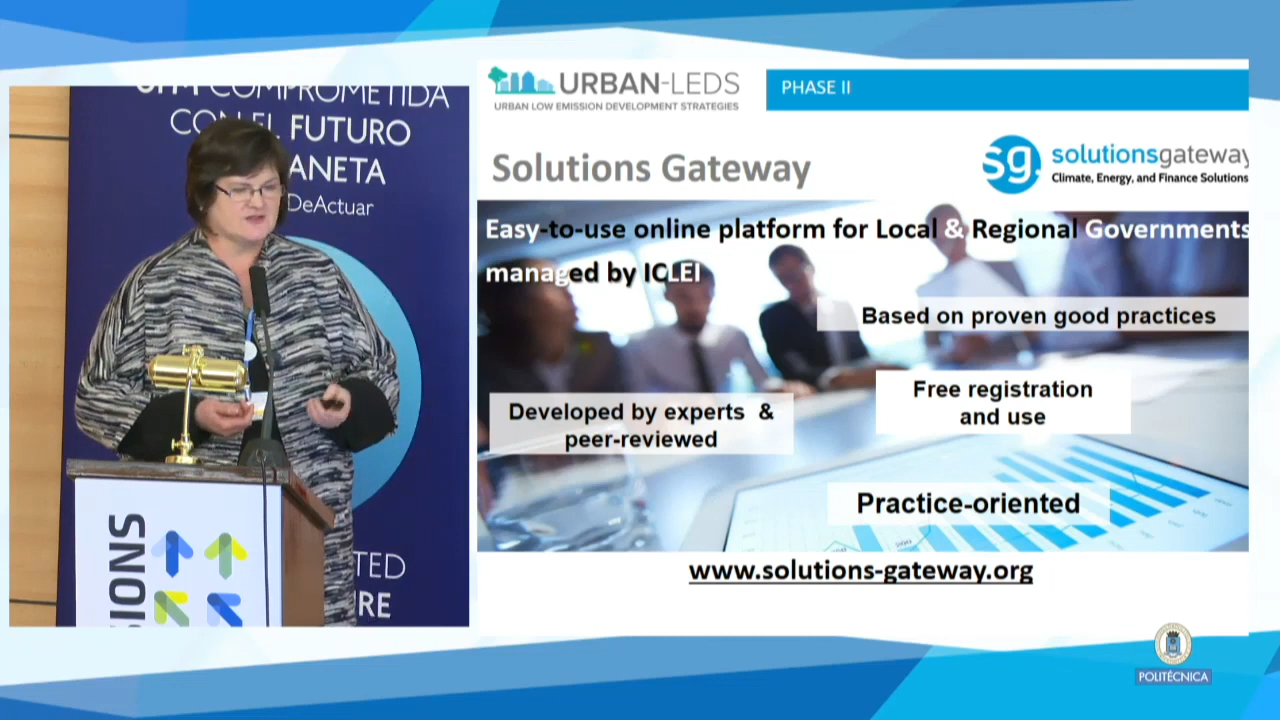 COMPROMETIDA
CON EL FUTURO
ANETA
DeActuar
TED
RE
SIONS
URBAN-LEDS
URBAN LOW EMISSION DEVELOPMENT STRATEGIES
PHASE II
Solutions Gateway
sg.
solutionsgateway
Climate, Energy, and Finance Solutions
Easy-to-use online platform for Local & Regional Governments
managed by ICLEI
Based on proven good practices
Free registration
and use
Developed by experts &
peer-reviewed
Practice-oriented
www.solutions-gateway.org
POLITÉCNICA